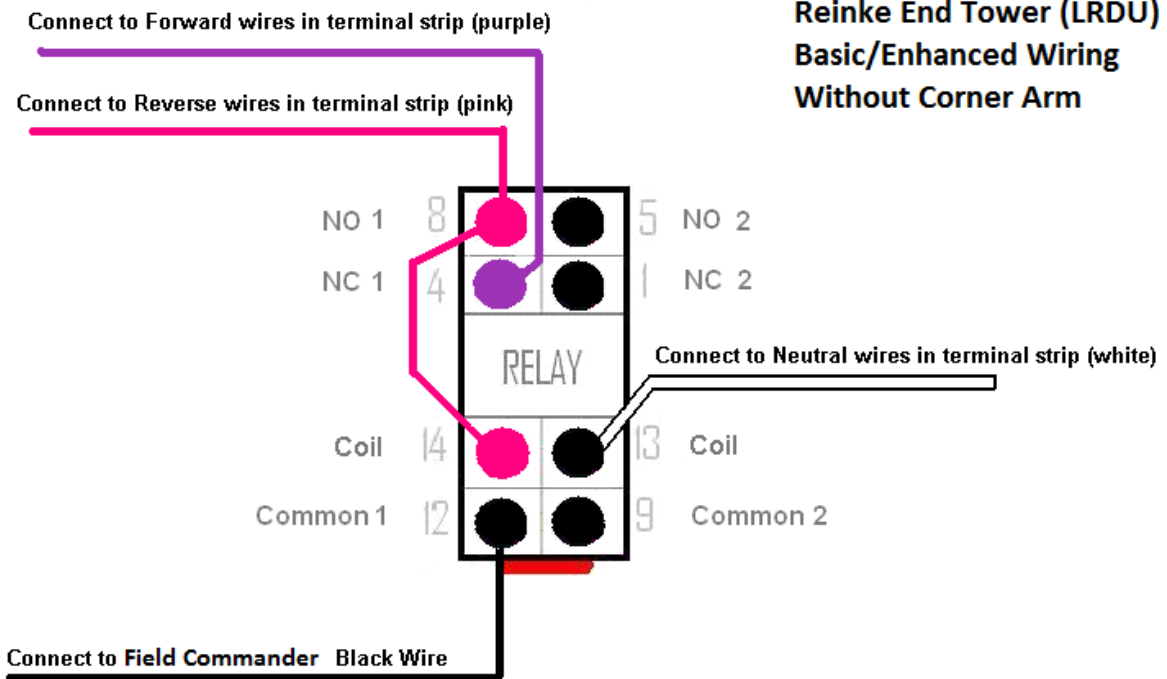 Reinke End Tower (LRDU)
Basic/Enhanced Wiring
Without Corner Arm
Connect to Forward wires in terminal strip (purple)
Connect to Reverse wires in terminal strip (pink)
NO 1 8 5 NO 2
NC 1 4 1 NC 2
RELAY
Connect to Neutral wires in terminal strip (white)
Coil 14 13 Coil
Common 1 12 9 Common 2
Connect to Field Commander Black Wire